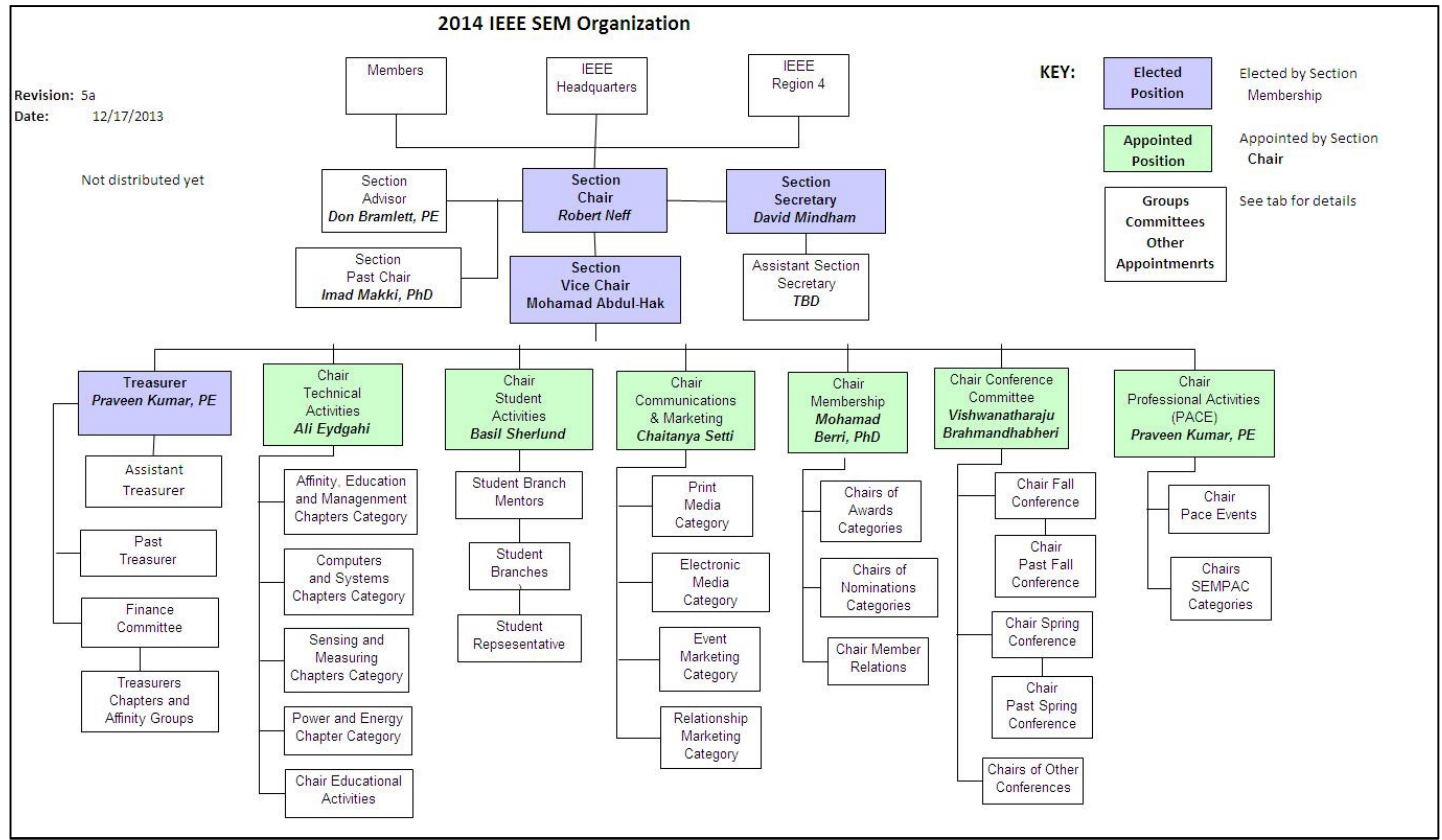 2014 IEEE SEM Organization
Members
IEEE
Headquarters
IEEE
Region 4
KEY:
Elected
Position
Elected by Section
Membership
Revision: 5a
Date: 12/17/2013
Appointed
Position
Appointed by Section
Chair
Not distributed yet
Groups
Committees
Other
Appointmenrts
See tab for details
Section
Advisor
Don Bramlett, PE
Section
Chair
Robert Neff
Section
Secretary
David Mindham
Section
Past Chair
Imad Makki, PhD
Section
Vice Chair
Mohamad Abdul-Hak
Assistant Section
Secretary
TBD
Treasurer
Praveen Kumar, PE
Assistant
Treasurer
Past
Treasurer
Finance
Committee
Treasurers
Chapters and
Affinity Groups
Chair
Technical
Activities
Ali Eydgahi
Affinity, Education
and Managenment
Chapters Category
Computers
and Systems
Chapters Category
Sensing and
Measuring
Chapters Category
Power and Energy
Chapter Category
Chair Educational
Activities
Chair
Student
Activities
Basil Sherlund
Student Branch
Mentors
Student
Branches
Student
Repsesentative
Chair
Communications
& Marketing
Chaitanya Setti
Print
Media
Category
Electronic
Media
Category
Event
Marketing
Category
Relationship
Marketing
Category
Chair
Membership
Mohamad
Berri, PhD
Chairs of
Awards
Categories
Chairs of
Nominations
Categories
Chair Member
Relations
Chair Conference
Committee
Vishwanatharaju
Brahmandhabheri
Chair Fall
Conference
Chair
Past Fall
Conference
Chair Spring
Conference
Chair
Past Spring
Conference
Chairs of Other
Conferences
Chair
Professional Activities
(PACE)
Praveen Kumar, PE
Chair
Pace Events
Chairs
SEMPAC
Categories